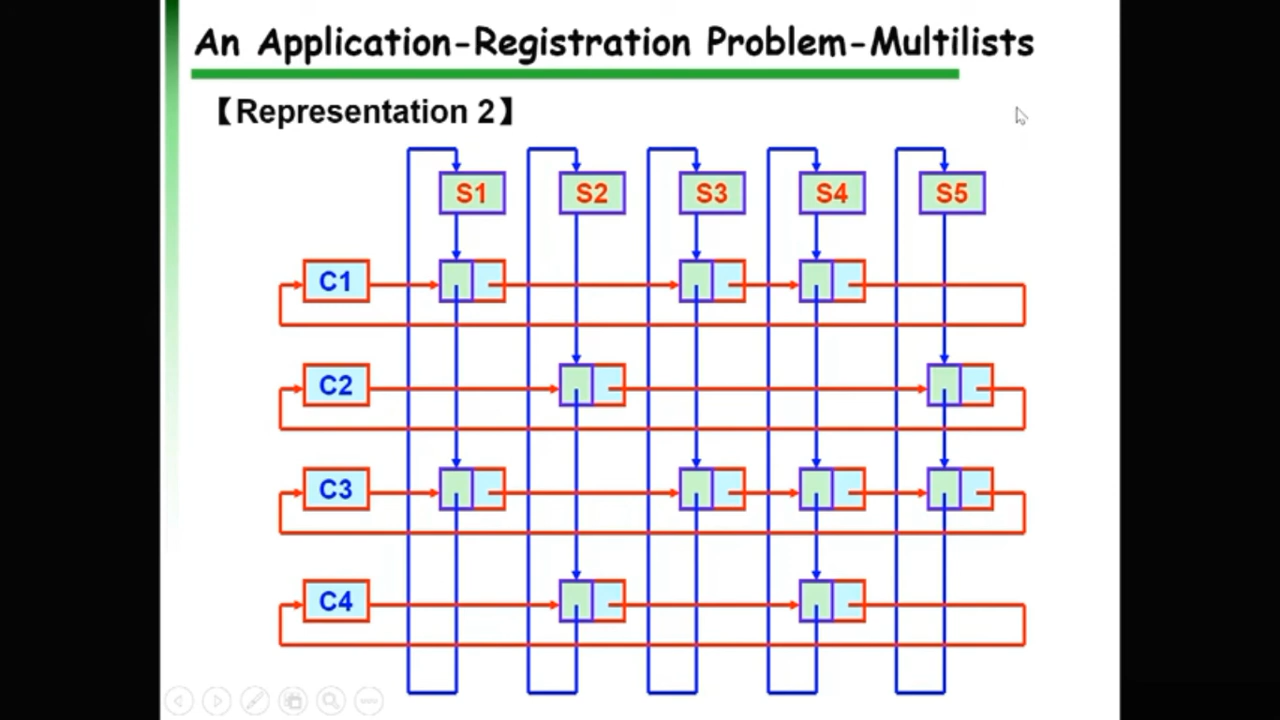 An Application-Registration Problem-Multilists
【Representation 2】
S1 S2 S3 S4 S5
C1
C2
C3
C4